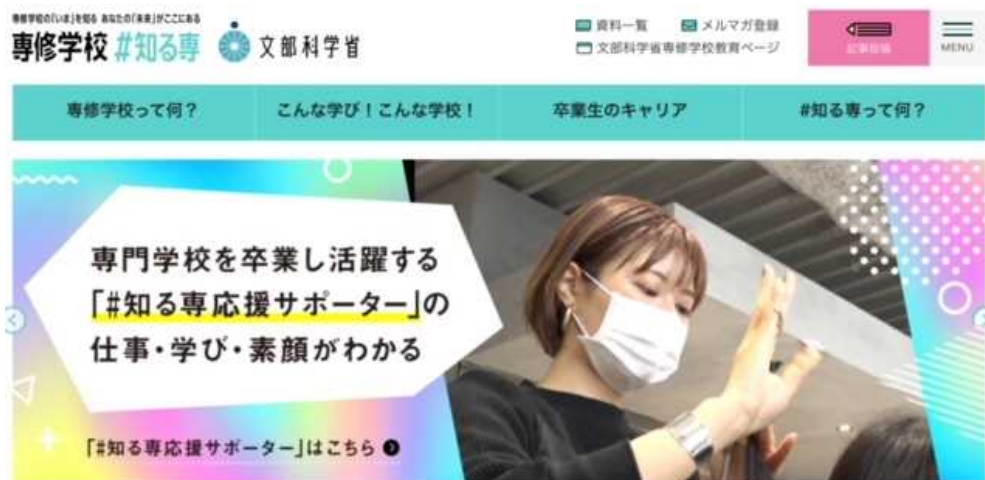 専修学校の「いま」を知る あなたの「未来」がここにある
専修学校 #知る専
文部科学省
資料一覧
メルマガ登録
文部科学省専修学校教育ページ
記事投稿
MENU
専修学校って何？
こんな学び！こんな学校！
卒業生のキャリア
#知る専って何？
専門学校を卒業し活躍する
「#知る専応援サポーター」の
仕事・学び・素顔がわかる
「#知る専応援サポーター」はこちら